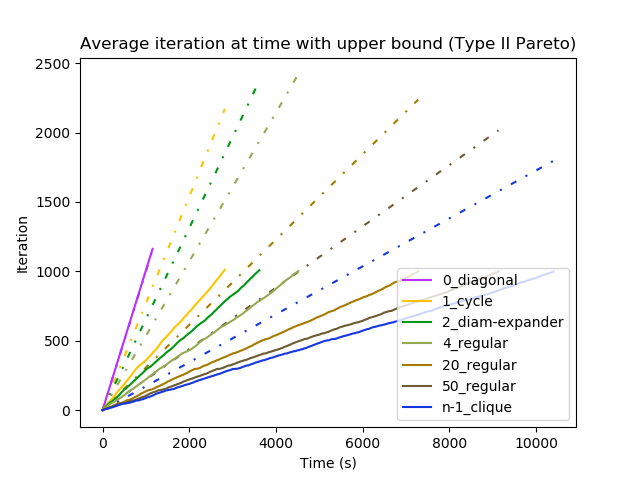 Average iteration at time with upper bound (Type II Pareto)
2500
2000
1500
1000
500
0
Iteration
0_diagonal
1_cycle
2_diam-expander
4_regular
20_regular
50_regular
n-1_clique
0 2000 4000 6000 8000 10000
Time (s)